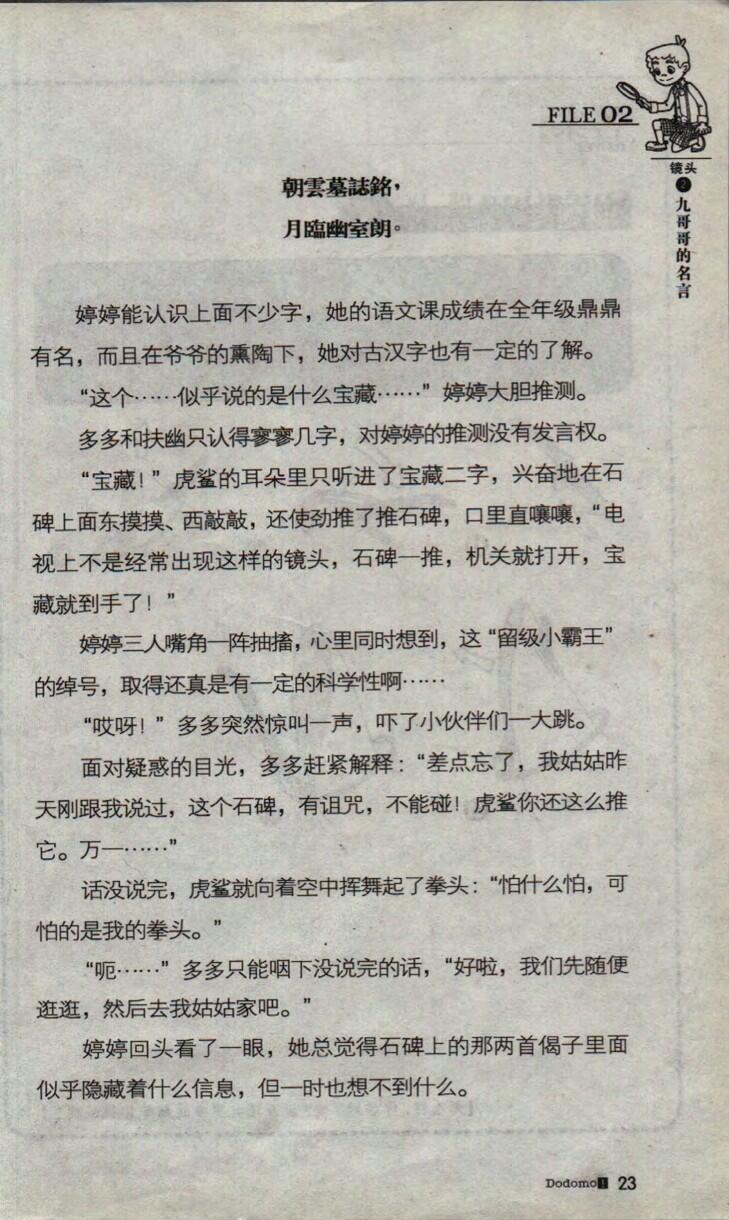 FILE 02
镜头
2
九哥哥的名言
朝雲墓誌銘，
月臨幽室朗。
婷婷能认识上面不少字，她的语文课成绩在全年级鼎鼎
有名，而且在爷爷的熏陶下，她对古汉字也有一定的了解。
“这个……似乎说的是什么宝藏……”婷婷大胆推测。
多多和扶幽只认得寥寥几字，对婷婷的推测没有发言权。
“宝藏！”虎鲨的耳朵里只听进了宝藏二字，兴奋地在石
碑上面东摸摸、西敲敲，还使劲推了推石碑，口里直嚷嚷，“电
视上不是经常出现这样的镜头，石碑一推，机关就打开，宝
藏就到手了！”
婷婷三人嘴角一阵抽搐，心里同时想到，这“留级小霸王”
的绰号，取得还真是有一定的科学性啊……
“哎呀！”多多突然惊叫一声，吓了小伙伴们一大跳。
面对疑惑的目光，多多赶紧解释：“差点忘了，我姑姑昨
天刚跟我说过，这个石碑，有诅咒，不能碰！虎鲨你还这么推
它。万一……”
话没说完，虎鲨就向着空中挥舞起了拳头：“怕什么怕，可
怕的是我的拳头。”
“呃……”多多只能咽下没说完的话，“好啦，我们先随便
逛逛，然后去我姑姑家吧。”
婷婷回头看了一眼，她总觉得石碑上的那两首偈子里面
似乎隐藏着什么信息，但一时也想不到什么。
Dodomo! 23